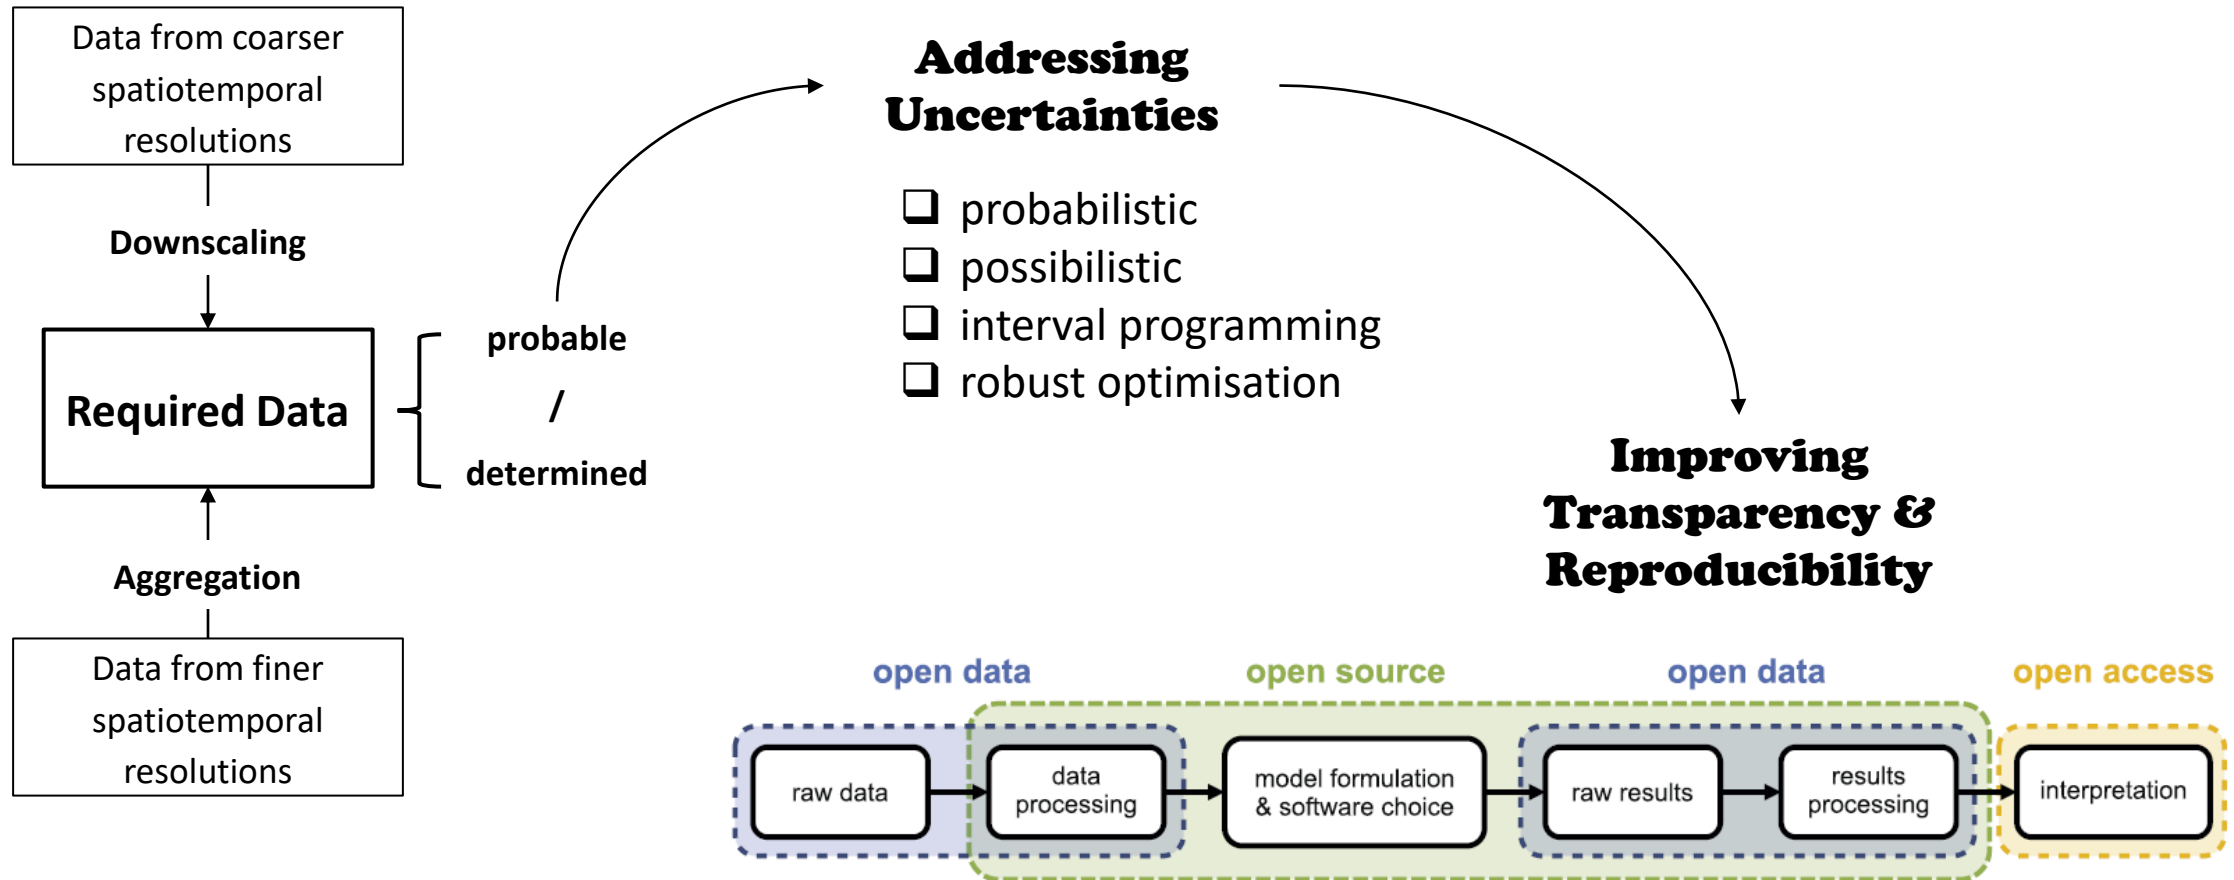 Data from coarser
spatiotemporal
resolutions
Downscaling
Required Data
Aggregation
Data from finer
spatiotemporal
resolutions
probable
/
determined
Addressing
Uncertainties
probabilistic
possibilistic
interval programming
robust optimisation
Improving
Transparency &
Reproducibility
open data
open source
open data
open access
raw data
data
processing
model formulation
& software choice
raw results
results
processing
interpretation